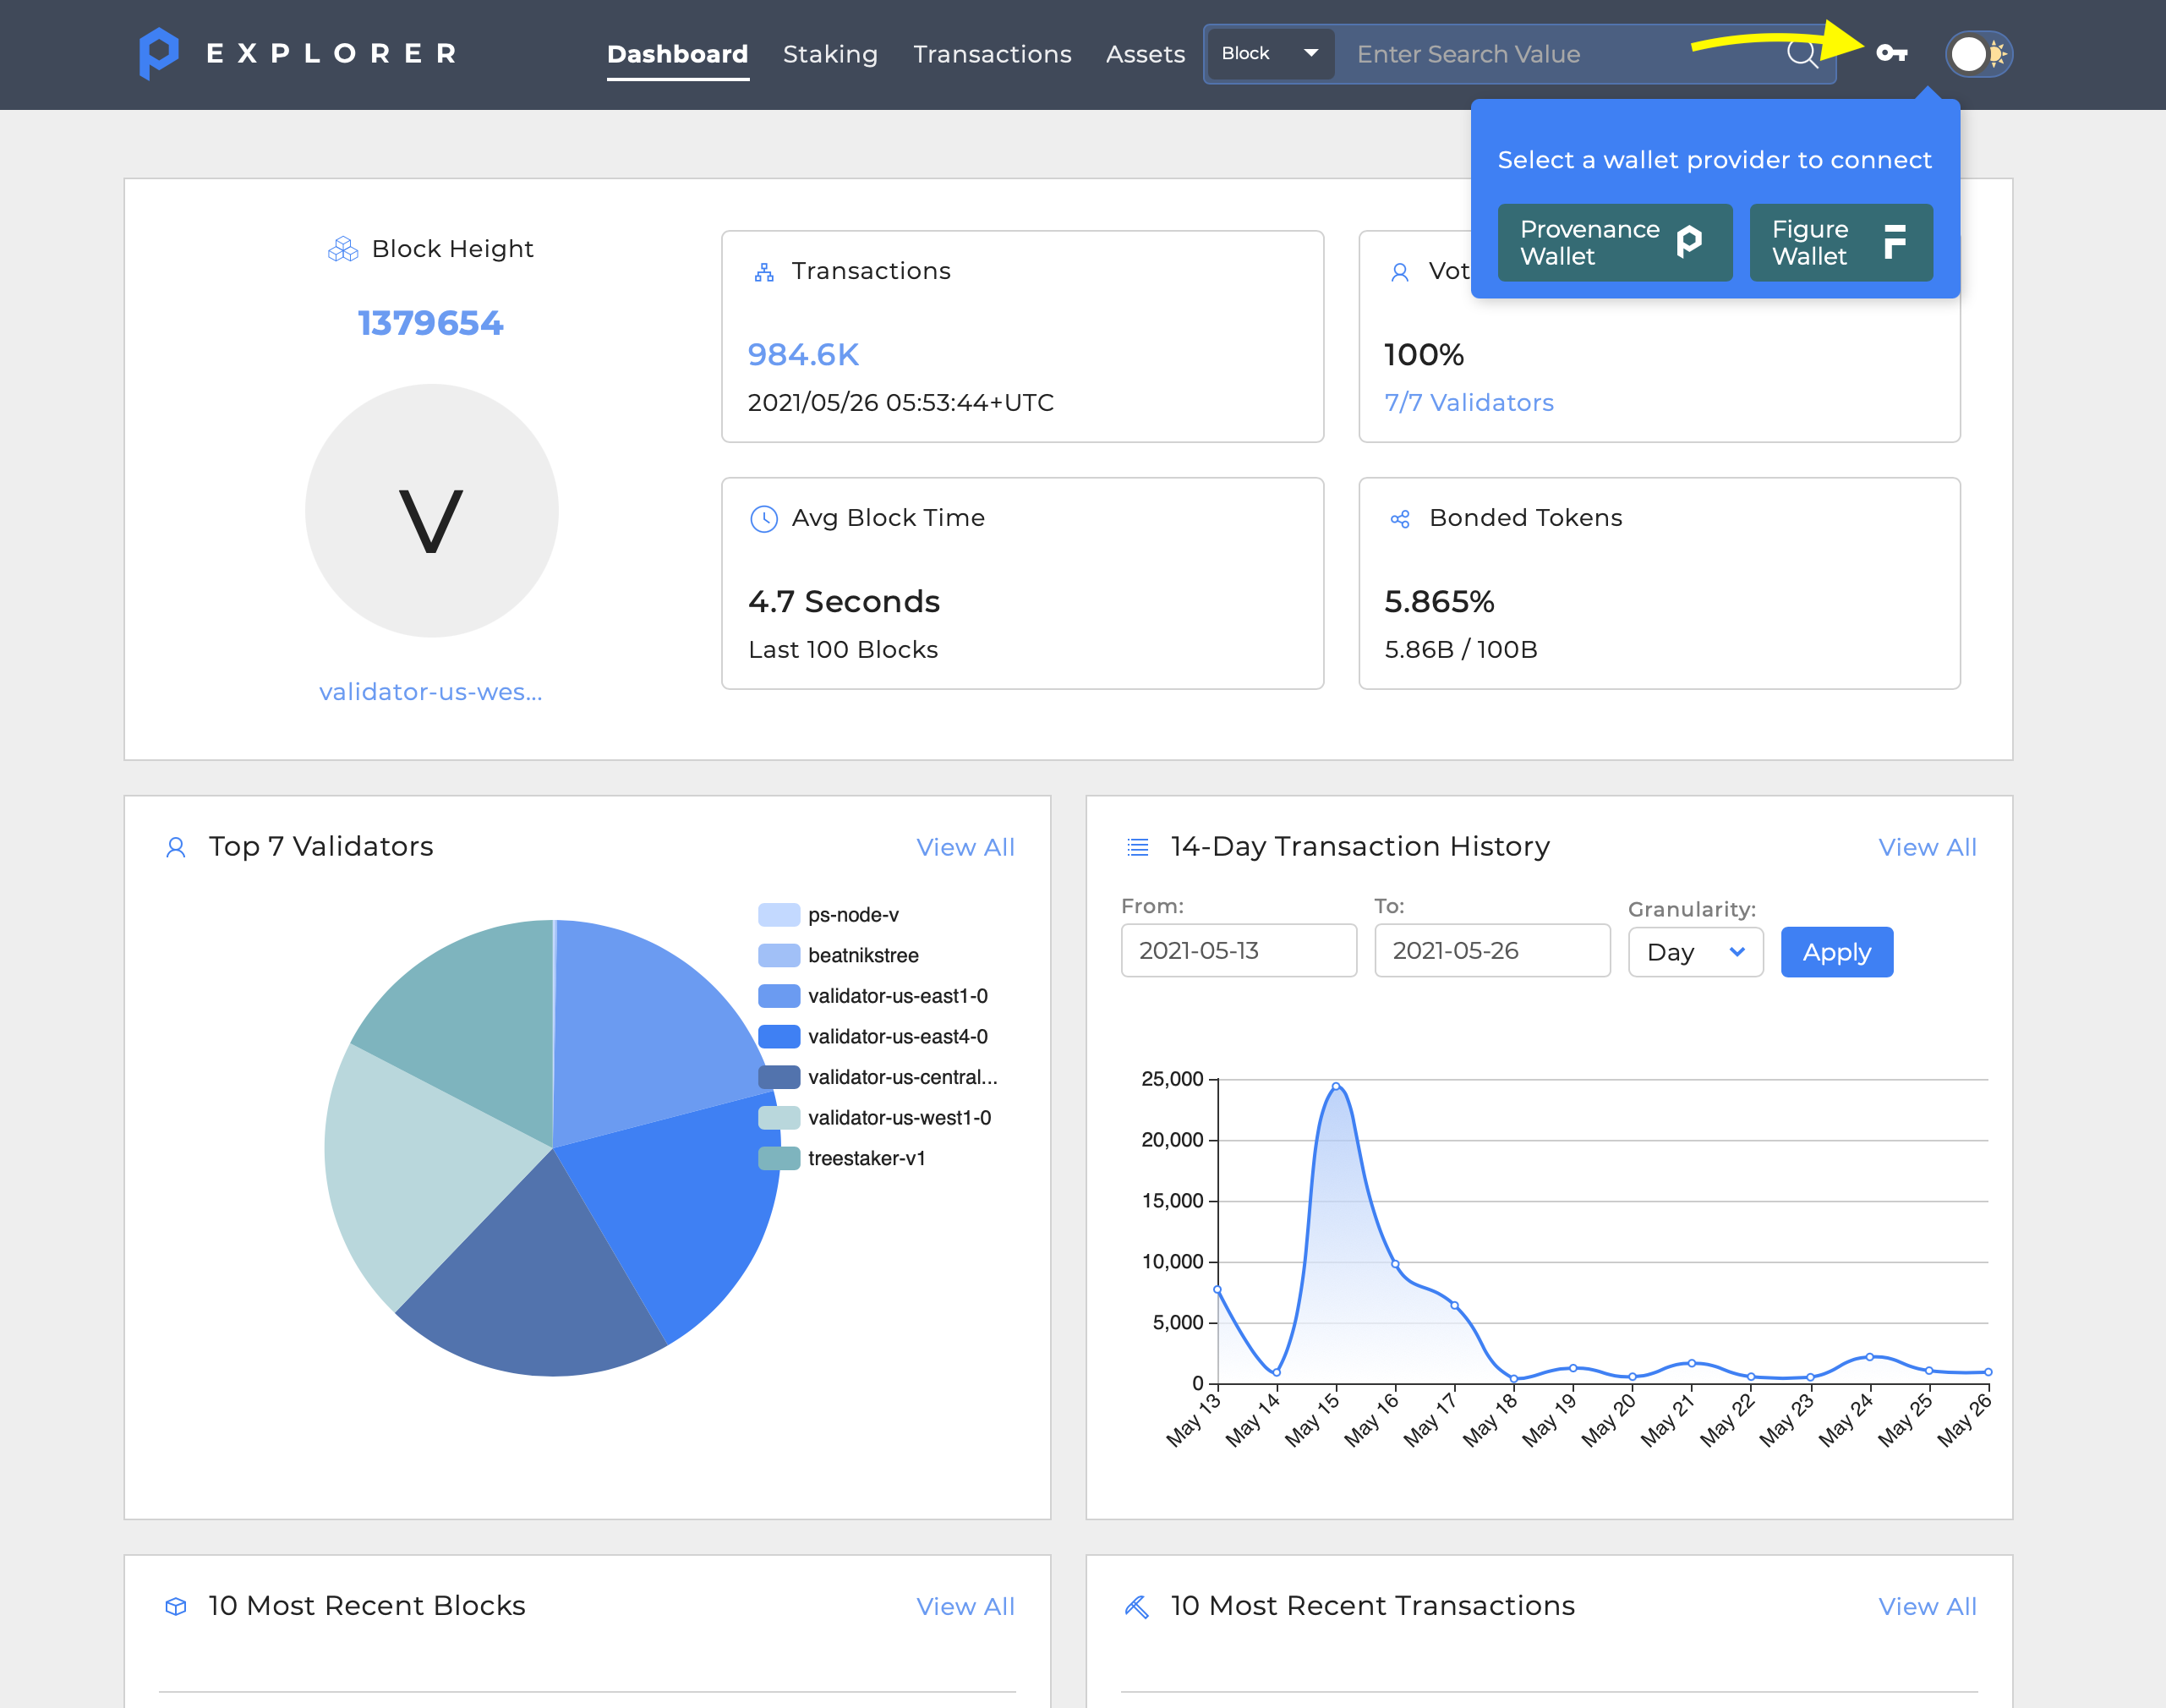 EXPLORER
Dashboard
Staking
Transactions
Assets
Block
Enter Search Value
Select a wallet provider to connect
Provenance
Wallet
Figure
Wallet
Block Height
1379654
V
validator-us-wes...
Transactions
984.6K
2021/05/26 05:53:44+UTC
Vot
100%
7/7 Validators
Avg Block Time
4.7 Seconds
Last 100 Blocks
Bonded Tokens
5.865%
5.86B / 100B
Top 7 Validators
View All
ps-node-v
beatnikstree
validator-us-east1-0
validator-us-east4-0
validator-us-central...
validator-us-west1-0
treestaker-v1
14-Day Transaction History
View All
From:
To:
Granularity:
2021-05-13
2021-05-26
Day
Apply
25,000
20,000
15,000
10,000
5,000
0
May 13
May 14
May 15
May 16
May 17
May 18
May 19
May 20
May 21
May 22
May 23
May 24
May 25
May 26
10 Most Recent Blocks
View All
10 Most Recent Transactions
View All